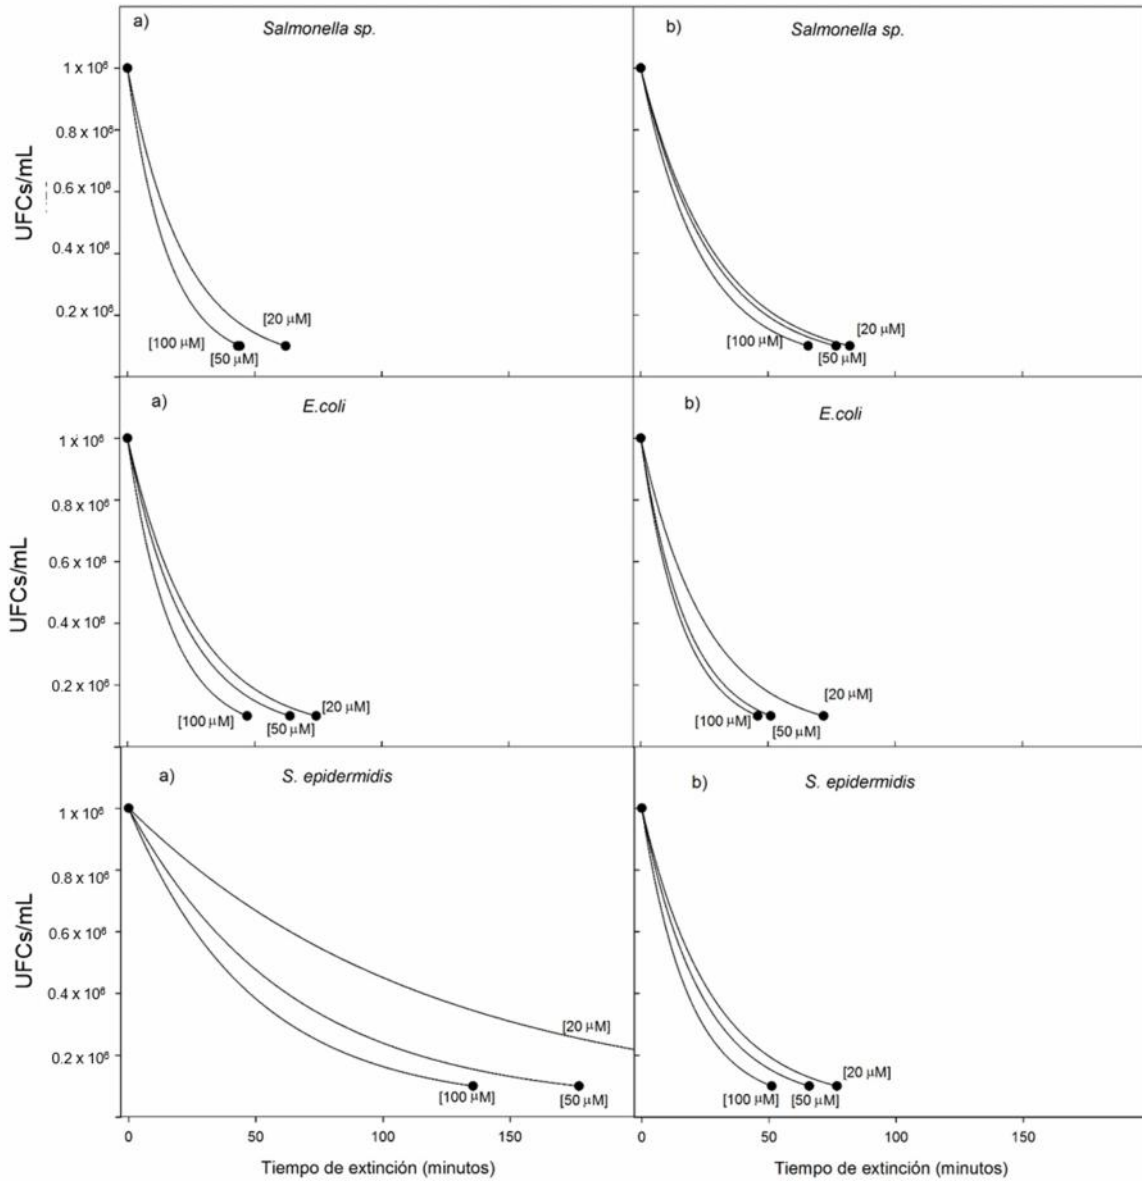 a)
Salmonella sp.
b)
Salmonella sp.
1 x 10⁶
0.8 x 10⁶
0.6 x 10⁶
0.4 x 10⁶
0.2 x 10⁶
UFCs/mL
[20 µM]
[100 µM]
[50 µM]
[20 µM]
[100 µM]
[50 µM]
a)
E.coli
b)
E.coli
1 x 10⁶
0.8 x 10⁶
0.6 x 10⁶
0.4 x 10⁶
0.2 x 10⁶
UFCs/mL
[20 µM]
[100 µM]
[50 µM]
[20 µM]
[100 µM]
[50 µM]
a)
S. epidermidis
b)
S. epidermidis
1 x 10⁶
0.8 x 10⁶
0.6 x 10⁶
0.4 x 10⁶
0.2 x 10⁶
UFCs/mL
[20 µM]
[100 µM]
[50 µM]
[20 µM]
[100 µM]
[50 µM]
0 50 100 150
0 50 100 150
Tiempo de extinción (minutos)
Tiempo de extinción (minutos)